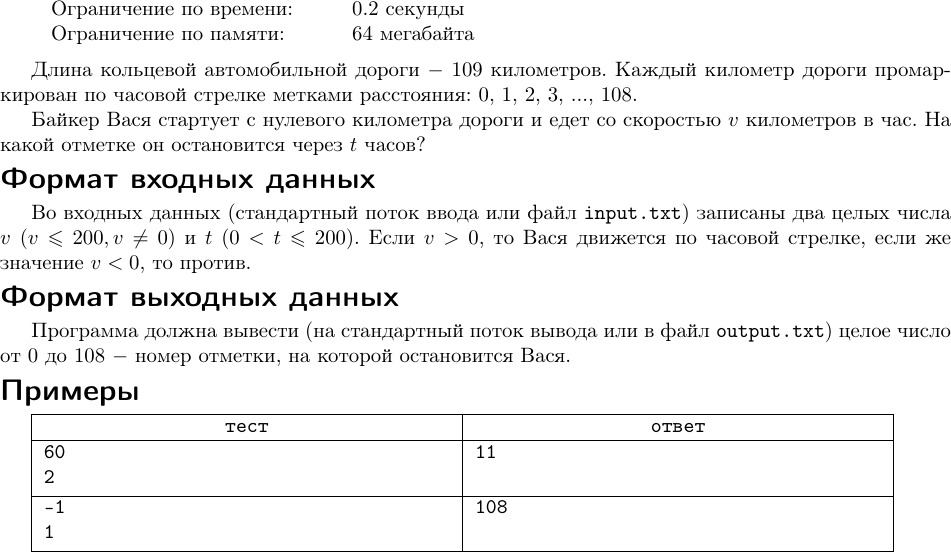 Ограничение по времени: 0.2 секунды
Ограничение по памяти: 64 мегабайта
Длина кольцевой автомобильной дороги – 109 километров. Каждый километр дороги промар-
кирован по часовой стрелке метками расстояния: 0, 1, 2, 3, ..., 108.
Байкер Вася стартует с нулевого километра дороги и едет со скоростью v километров в час. На
какой отметке он остановится через t часов?
Формат входных данных
Во входных данных (стандартный поток ввода или файл input.txt) записаны два целых числа
v (v ⩽ 200, v ≠ 0) и t (0 < t ⩽ 200). Если v > 0, то Вася движется по часовой стрелке, если же
значение v < 0, то против.
Формат выходных данных
Программа должна вывести (на стандартный поток вывода или в файл output.txt) целое число
от 0 до 108 – номер отметки, на которой остановится Вася.
Примеры
тест ответ
60 11
2
-1 108
1